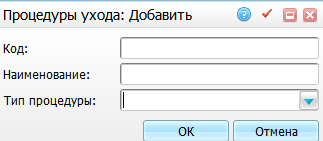 Процедуры ухода: Добавить
Код:
Наименование:
Тип процедуры:
ОК Отмена